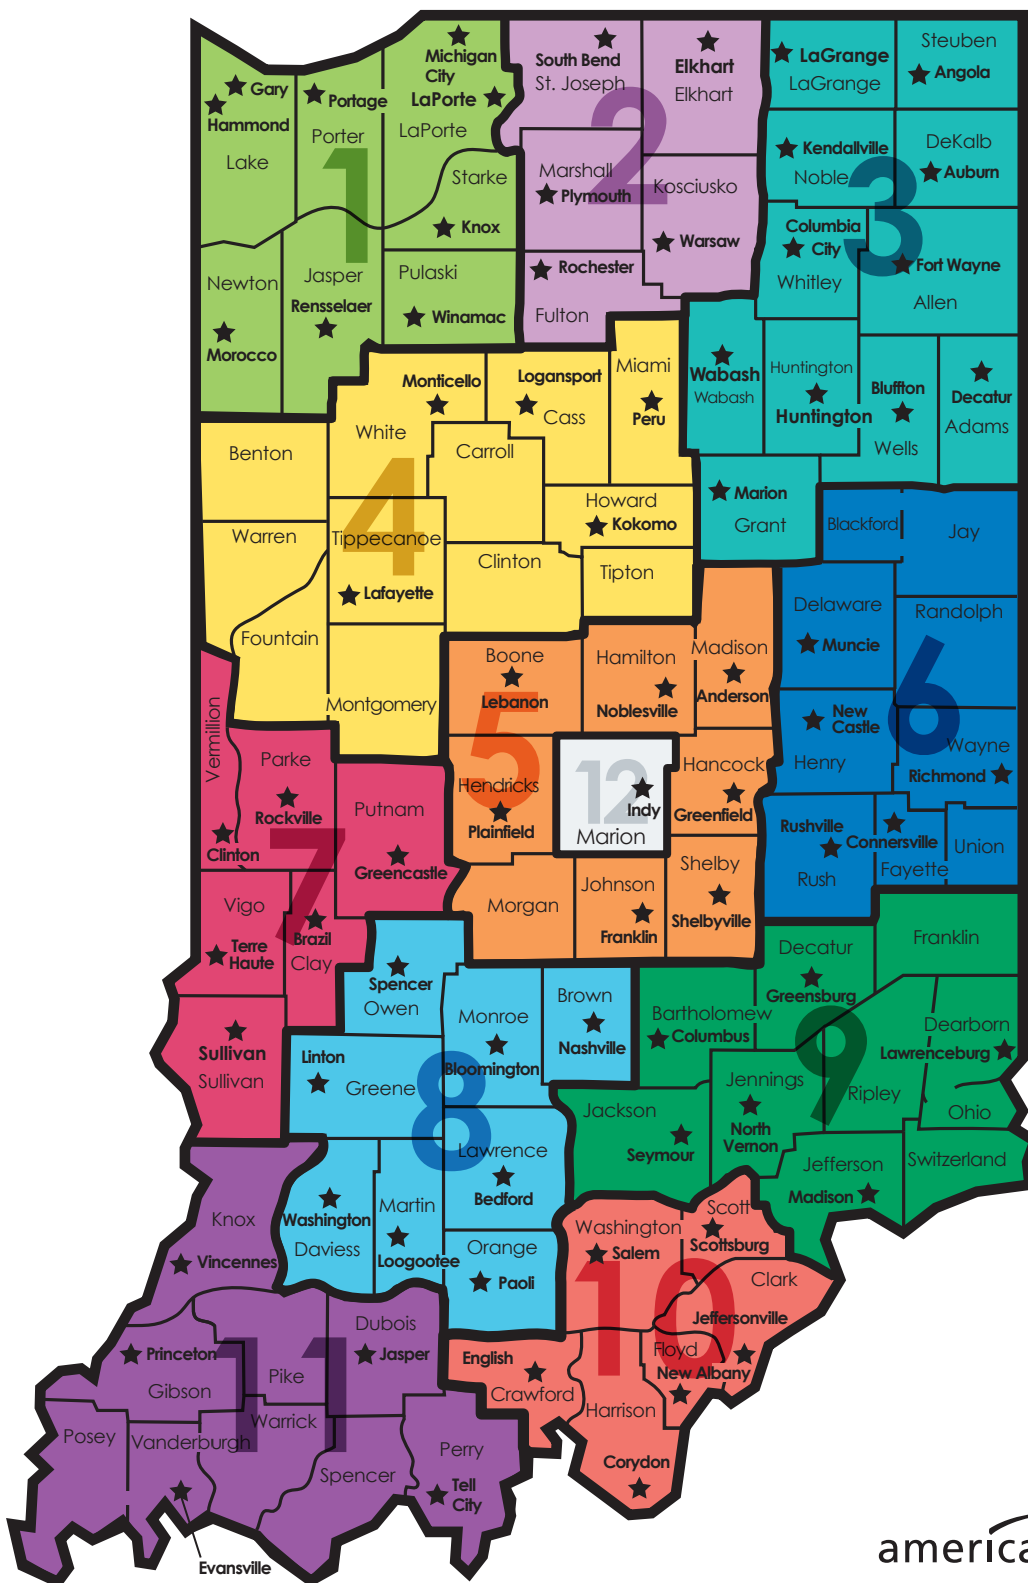 Michigan
City
South Bend
St. Joseph
Elkhart
Elkhart
LaGrange
LaGrange
Steuben
Angola
Gary
Hammond
Portage
LaPorte
LaPorte
Porter
Lake
1
2
3
Starke
Knox
Marshall
Plymouth
Kosciusko
Warsaw
Kendallville
Noble
DeKalb
Auburn
Columbia
City
Whitley
Fort Wayne
Allen
Newton
Morocco
Jasper
Rensselaer
Pulaski
Winamac
Rochester
Fulton
Monticello
White
Logansport
Cass
Miami
Peru
Wabash
Wabash
Huntington
Huntington
Bluffton
Wells
Decatur
Adams
Benton
Carroll
4
Howard
Kokomo
Marion
Grant
Blackford
Jay
Warren
Tippecanoe
Lafayette
Clinton
Tipton
Fountain
Montgomery
Delaware
Muncie
Randolph
6
Boone
Lebanon
Hamilton
Noblesville
Madison
Anderson
New
Castle
Henry
Wayne
Richmond
5
Hendricks
Plainfield
12
Indy
Marion
Hancock
Greenfield
Vermillion
Parke
Rockville
Clinton
Putnam
Greencastle
7
Rushville
Rush
Connersville
Fayette
Union
Morgan
Johnson
Franklin
Shelby
Shelbyville
Vigo
Terre
Haute
Brazil
Clay
Spencer
Owen
Decatur
Greensburg
Franklin
Sullivan
Sullivan
Linton
Greene
Monroe
Bloomington
Brown
Nashville
8
Bartholomew
Columbus
9
Dearborn
Lawrenceburg
Jackson
Seymour
Jennings
North
Vernon
Ripley
Ohio
Lawrence
Bedford
Jefferson
Madison
Switzerland
Knox
Vincennes
Washington
Daviess
Martin
Loogootee
Orange
Paoli
Washington
Salem
Scott
Scottsburg
Clark
Jeffersonville
10
Floyd
New Albany
Princeton
Gibson
11
Pike
Dubois
Jasper
English
Crawford
Harrison
Corydon
Posey
Vanderburgh
Warrick
Spencer
Perry
Tell
City
Evansville
america